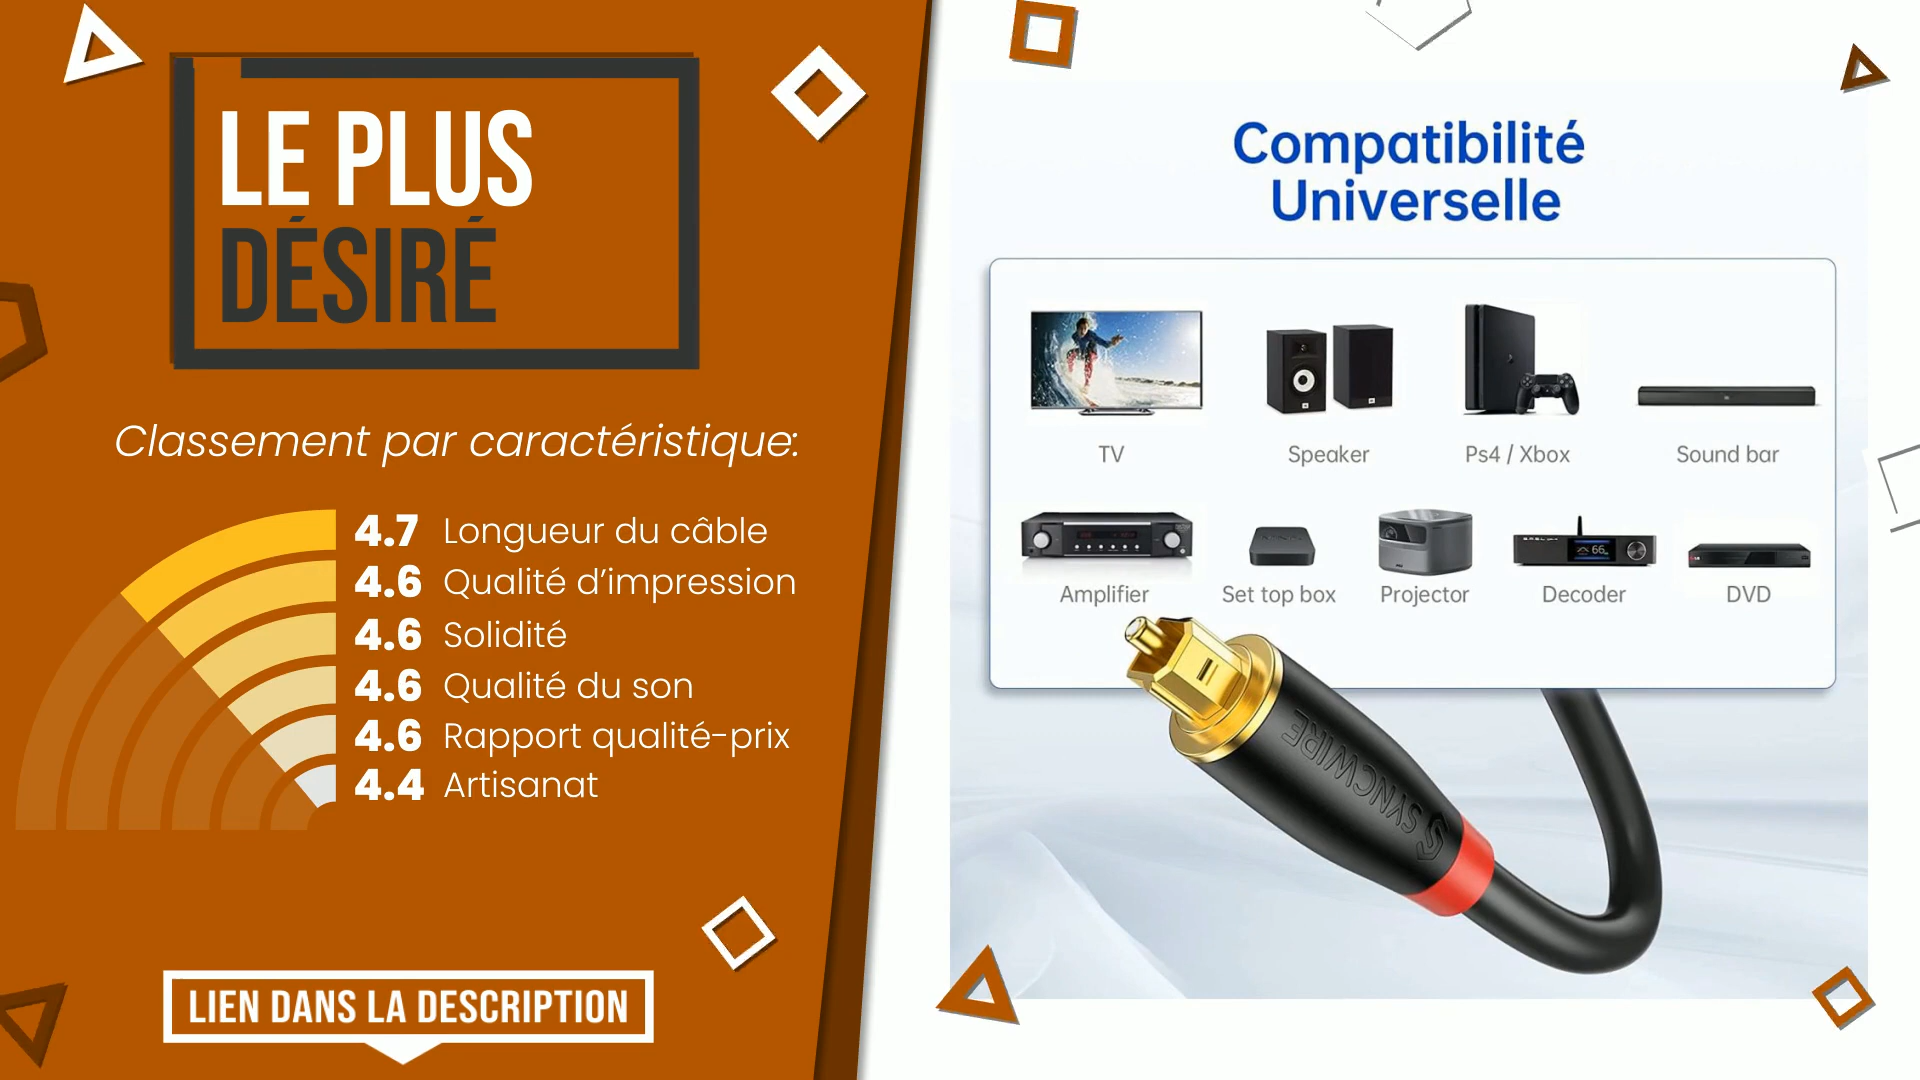 LE PLUS
DÉSIRÉ
Classement par caractéristique:
4.7 Longueur du câble
4.6 Qualité d’impression
4.6 Solidité
4.6 Qualité du son
4.6 Rapport qualité-prix
4.4 Artisanat
LIEN DANS LA DESCRIPTION
Compatibilité
Universelle
TV Speaker Ps4 / Xbox Sound bar
66
Amplifier Set top box Projector Decoder DVD
SYNCWIRE